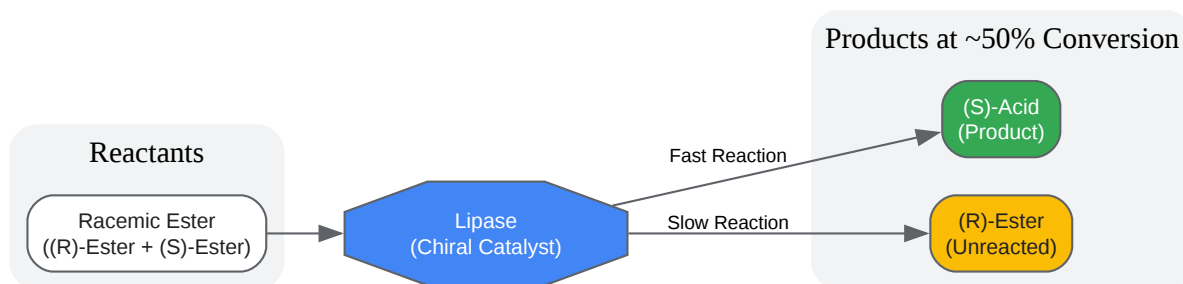 Products at ~50% Conversion
(S)-Acid
(Product)
Fast Reaction
Reactants
Racemic Ester
((R)-Ester + (S)-Ester)
Lipase
(Chiral Catalyst)
Slow Reaction
(R)-Ester
(Unreacted)